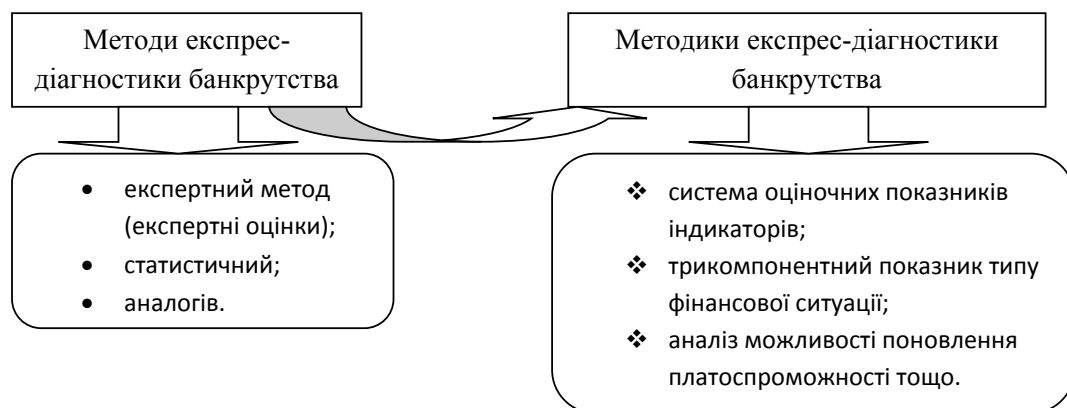 Методи експрес-
діагностики банкрутства
Методики експрес-діагностики
банкрутства
• експертний метод
(експертні оцінки);
• статистичний;
• аналогів.
❖ система оціночних показників
індикаторів;
❖ трикомпонентний показник типу
фінансової ситуації;
❖ аналіз можливості поновлення
платоспроможності тощо.